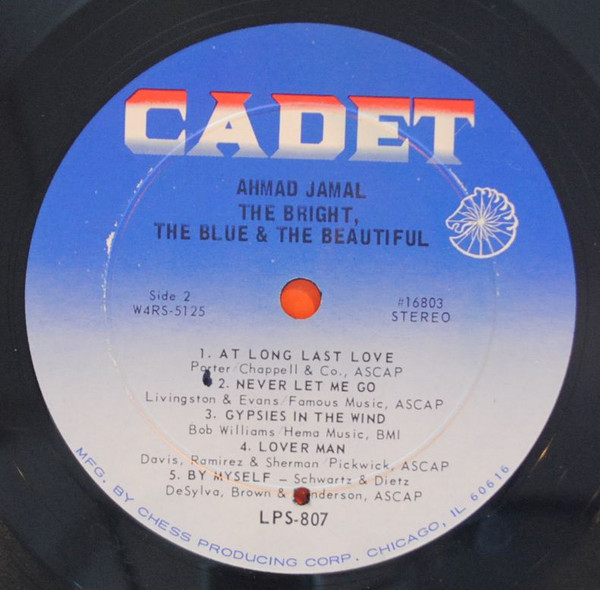 CADET
AHMAD JAMAL
THE BRIGHT,
THE BLUE & THE BEAUTIFUL
Side 2
W4RS-5125
#16803
STEREO
1. AT LONG LAST LOVE
Porter/Chappell & Co., ASCAP
2. NEVER LET ME GO
Livingston & Evans/Famous Music, ASCAP
3. GYPSIES IN THE WIND
Bob Williams/Hema Music, BMI
4. LOVER MAN
Davis, Ramirez & Sherman/Pickwick, ASCAP
5. BY MYSELF – Schwartz & Dietz
DeSylva, Brown & Henderson, ASCAP
LPS-807
MFG. BY CHESS PRODUCING CORP. CHICAGO, IL 60616